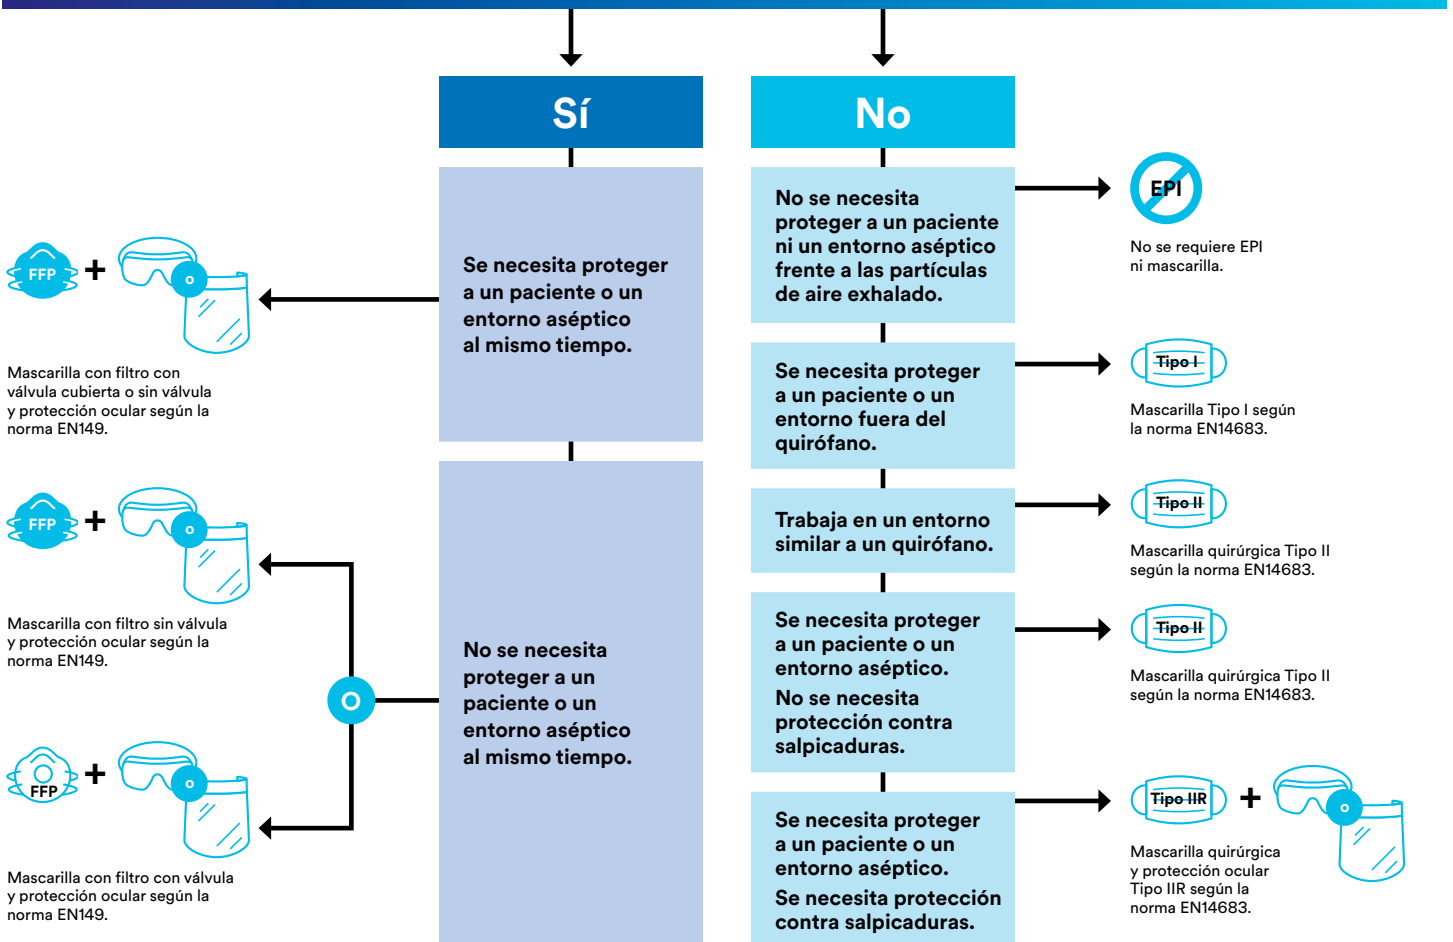 Sí
No
FFP
+
o
Mascarilla con filtro con
válvula cubierta o sin válvula
y protección ocular según la
norma EN149.
Se necesita proteger
a un paciente o un
entorno aséptico
al mismo tiempo.
FFP
+
o
Mascarilla con filtro sin válvula
y protección ocular según la
norma EN149.
O
FFP
+
o
Mascarilla con filtro con válvula
y protección ocular según la
norma EN149.
No se necesita
proteger a un
paciente o un
entorno aséptico
al mismo tiempo.
No se necesita
proteger a un paciente
ni un entorno aséptico
frente a las partículas
de aire exhalado.
EPI
No se requiere EPI
ni mascarilla.
Se necesita proteger
a un paciente o un
entorno fuera del
quirófano.
Tipo I
Mascarilla Tipo I según
la norma EN14683.
Trabaja en un entorno
similar a un quirófano.
Tipo II
Mascarilla quirúrgica Tipo II
según la norma EN14683.
Se necesita proteger
a un paciente o un
entorno aséptico.
No se necesita
protección contra
salpicaduras.
Tipo II
Mascarilla quirúrgica Tipo II
según la norma EN14683.
Se necesita proteger
a un paciente o un
entorno aséptico.
Se necesita protección
contra salpicaduras.
Tipo IIR
+
o
Mascarilla quirúrgica
y protección ocular
Tipo IIR según la
norma EN14683.